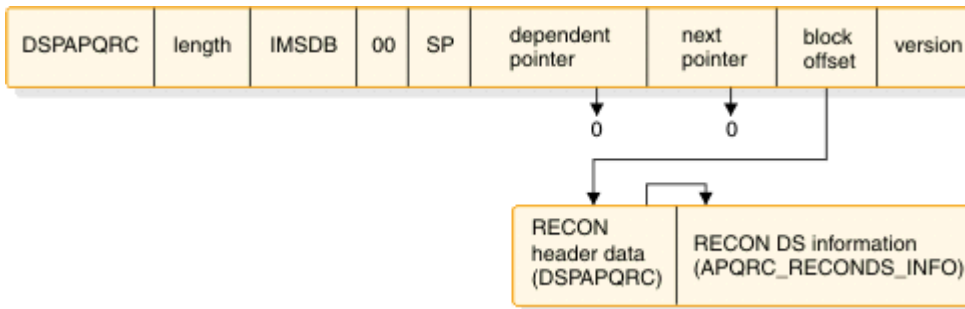 DSPAPQRC length IMSDB 00 SP dependent pointer next pointer block offset version
0 0
RECON header data (DSPAPQRC)
RECON DS information (APQRC_RECONDS_INFO)